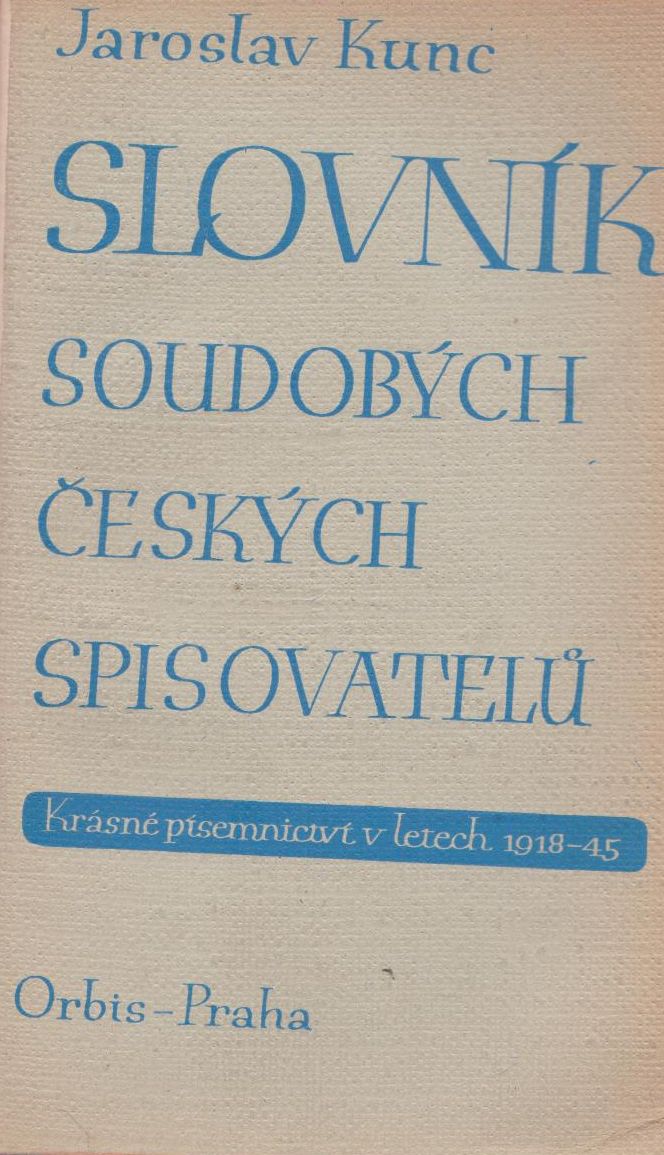 Jaroslav Kunc
SLOVNÍK
SOUDOBÝCH
ČESKÝCH
SPISOVATELŮ
Krásné písemnictví v letech 1918-45
Orbis-Praha